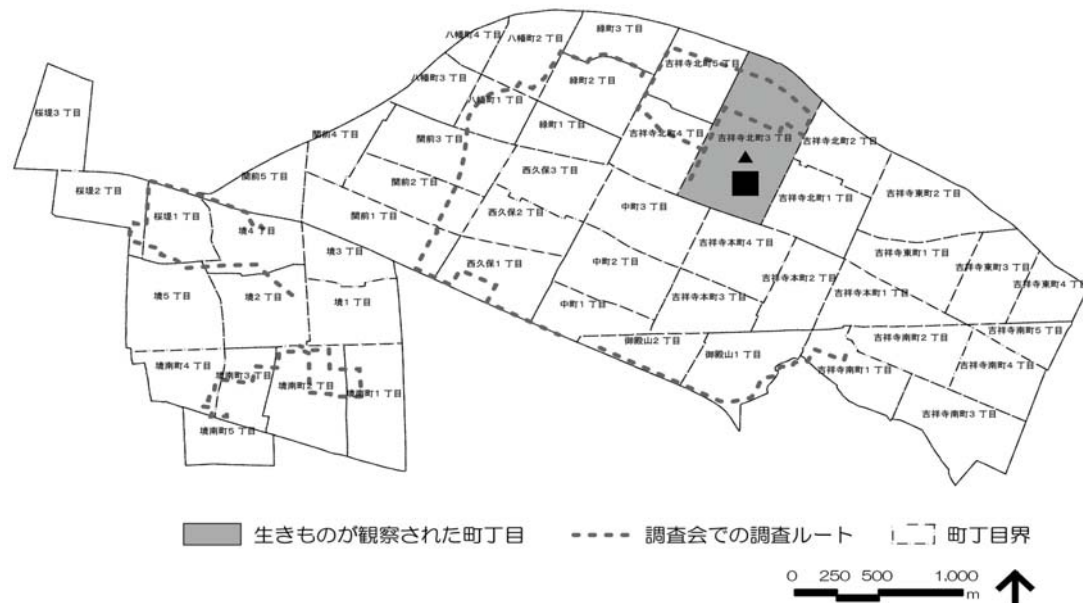 緑町3 丁目
八幡町4 丁目
八幡町2 丁目
吉祥寺北町5 丁目
八幡町3 丁目
緑町2 丁目
八幡町1 丁目
桜堤3 丁目
緑町1 丁目
吉祥寺北町4 丁目
吉祥寺北町3 丁目
吉祥寺北町2 丁目
関前4 丁目
関前3 丁目
西久保3 丁目
関前5 丁目
関前2 丁目
桜堤2 丁目
吉祥寺北町1 丁目
吉祥寺東町2 丁目
中町3 丁目
桜堤1 丁目
関前1 丁目
西久保2 丁目
境4 丁目
境3 丁目
吉祥寺本町4 丁目
吉祥寺東町1 丁目
西久保1 丁目
中町2 丁目
吉祥寺東町3 丁目
吉祥寺本町2 丁目
吉祥寺東町4 丁目
境5 丁目
境2 丁目
境1 丁目
中町1 丁目
吉祥寺本町3 丁目
吉祥寺本町1 丁目
吉祥寺南町5 丁目
御殿山2 丁目
御殿山1 丁目
吉祥寺南町2 丁目
境南町4 丁目
境南町3 丁目
境南町2 丁目
境南町1 丁目
吉祥寺南町1 丁目
吉祥寺南町4 丁目
吉祥寺南町3 丁目
境南町5 丁目
生きものが観察された町丁目
調査会での調査ルート
町丁目界
0 250 500 1,000
m